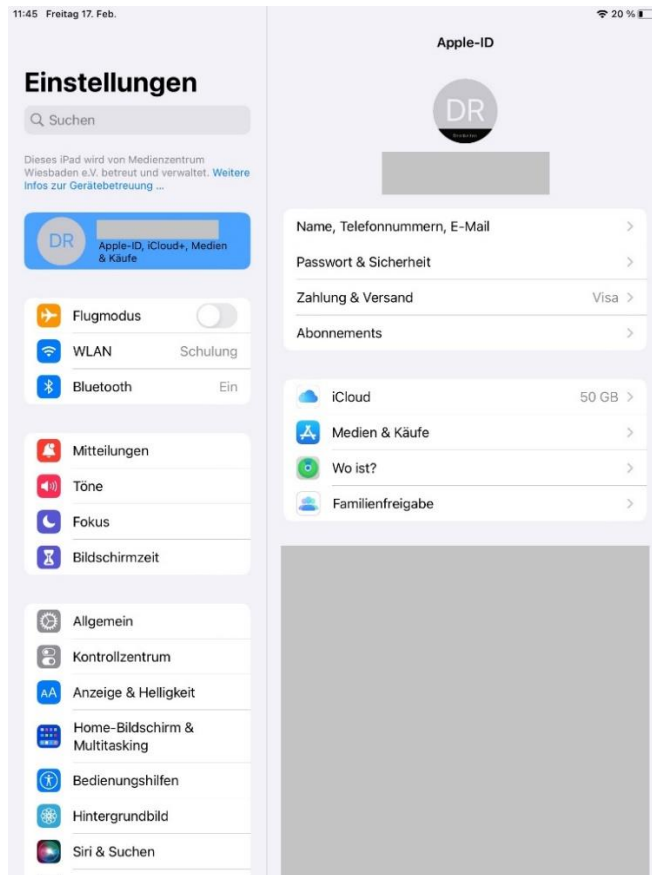 11:45 Freitag 17. Feb.
20 %
Einstellungen
Suchen
Dieses iPad wird von Medienzentrum
Wiesbaden e.V. betreut und verwaltet. Weitere
Infos zur Gerätebetreuung ...
DR
Apple-ID, iCloud+, Medien
& Käufe
Flugmodus
WLAN Schulung
Bluetooth Ein
Mitteilungen
Töne
Fokus
Bildschirmzeit
Allgemein
Kontrollzentrum
AA Anzeige & Helligkeit
Home-Bildschirm &
Multitasking
Bedienungshilfen
Hintergrundbild
Siri & Suchen
Apple-ID
DR
Name, Telefonnummern, E-Mail
Passwort & Sicherheit
Zahlung & Versand Visa
Abonnements
iCloud 50 GB
Medien & Käufe
Wo ist?
Familienfreigabe